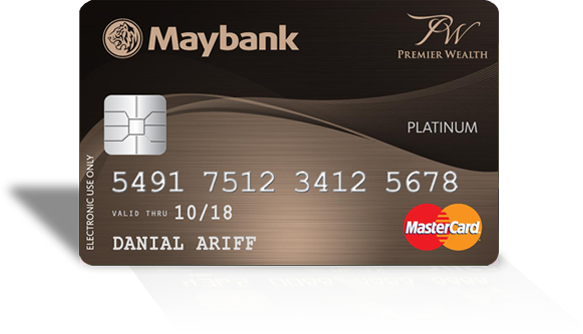 Maybank
PW
PREMIER WEALTH
PLATINUM
ELECTRONIC USE ONLY
5491 7512 3412 5678
VALID THRU 10/18
DANIAL ARIFF
MasterCard